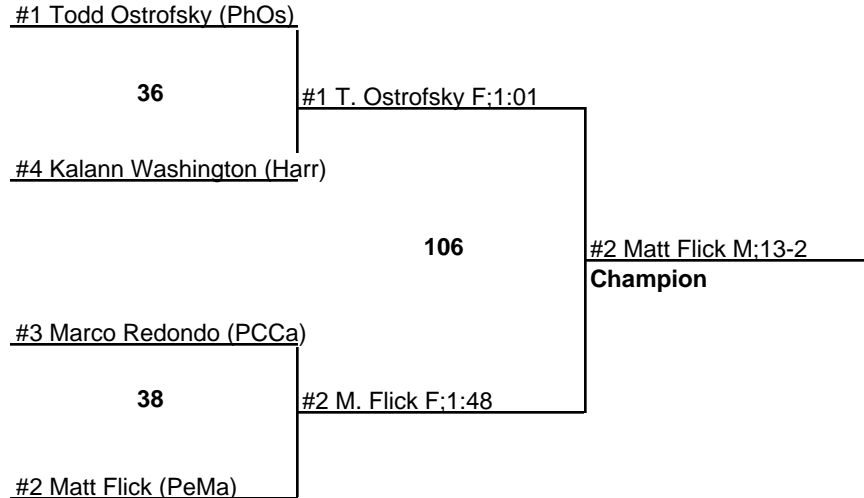 #1 Todd Ostrofsky (PhOs)
36
#1 T. Ostrofsky F;1:01
#4 Kalann Washington (Harr)
106
#2 Matt Flick M;13-2
Champion
#3 Marco Redondo (PCCa)
38
#2 M. Flick F;1:48
#2 Matt Flick (PeMa)